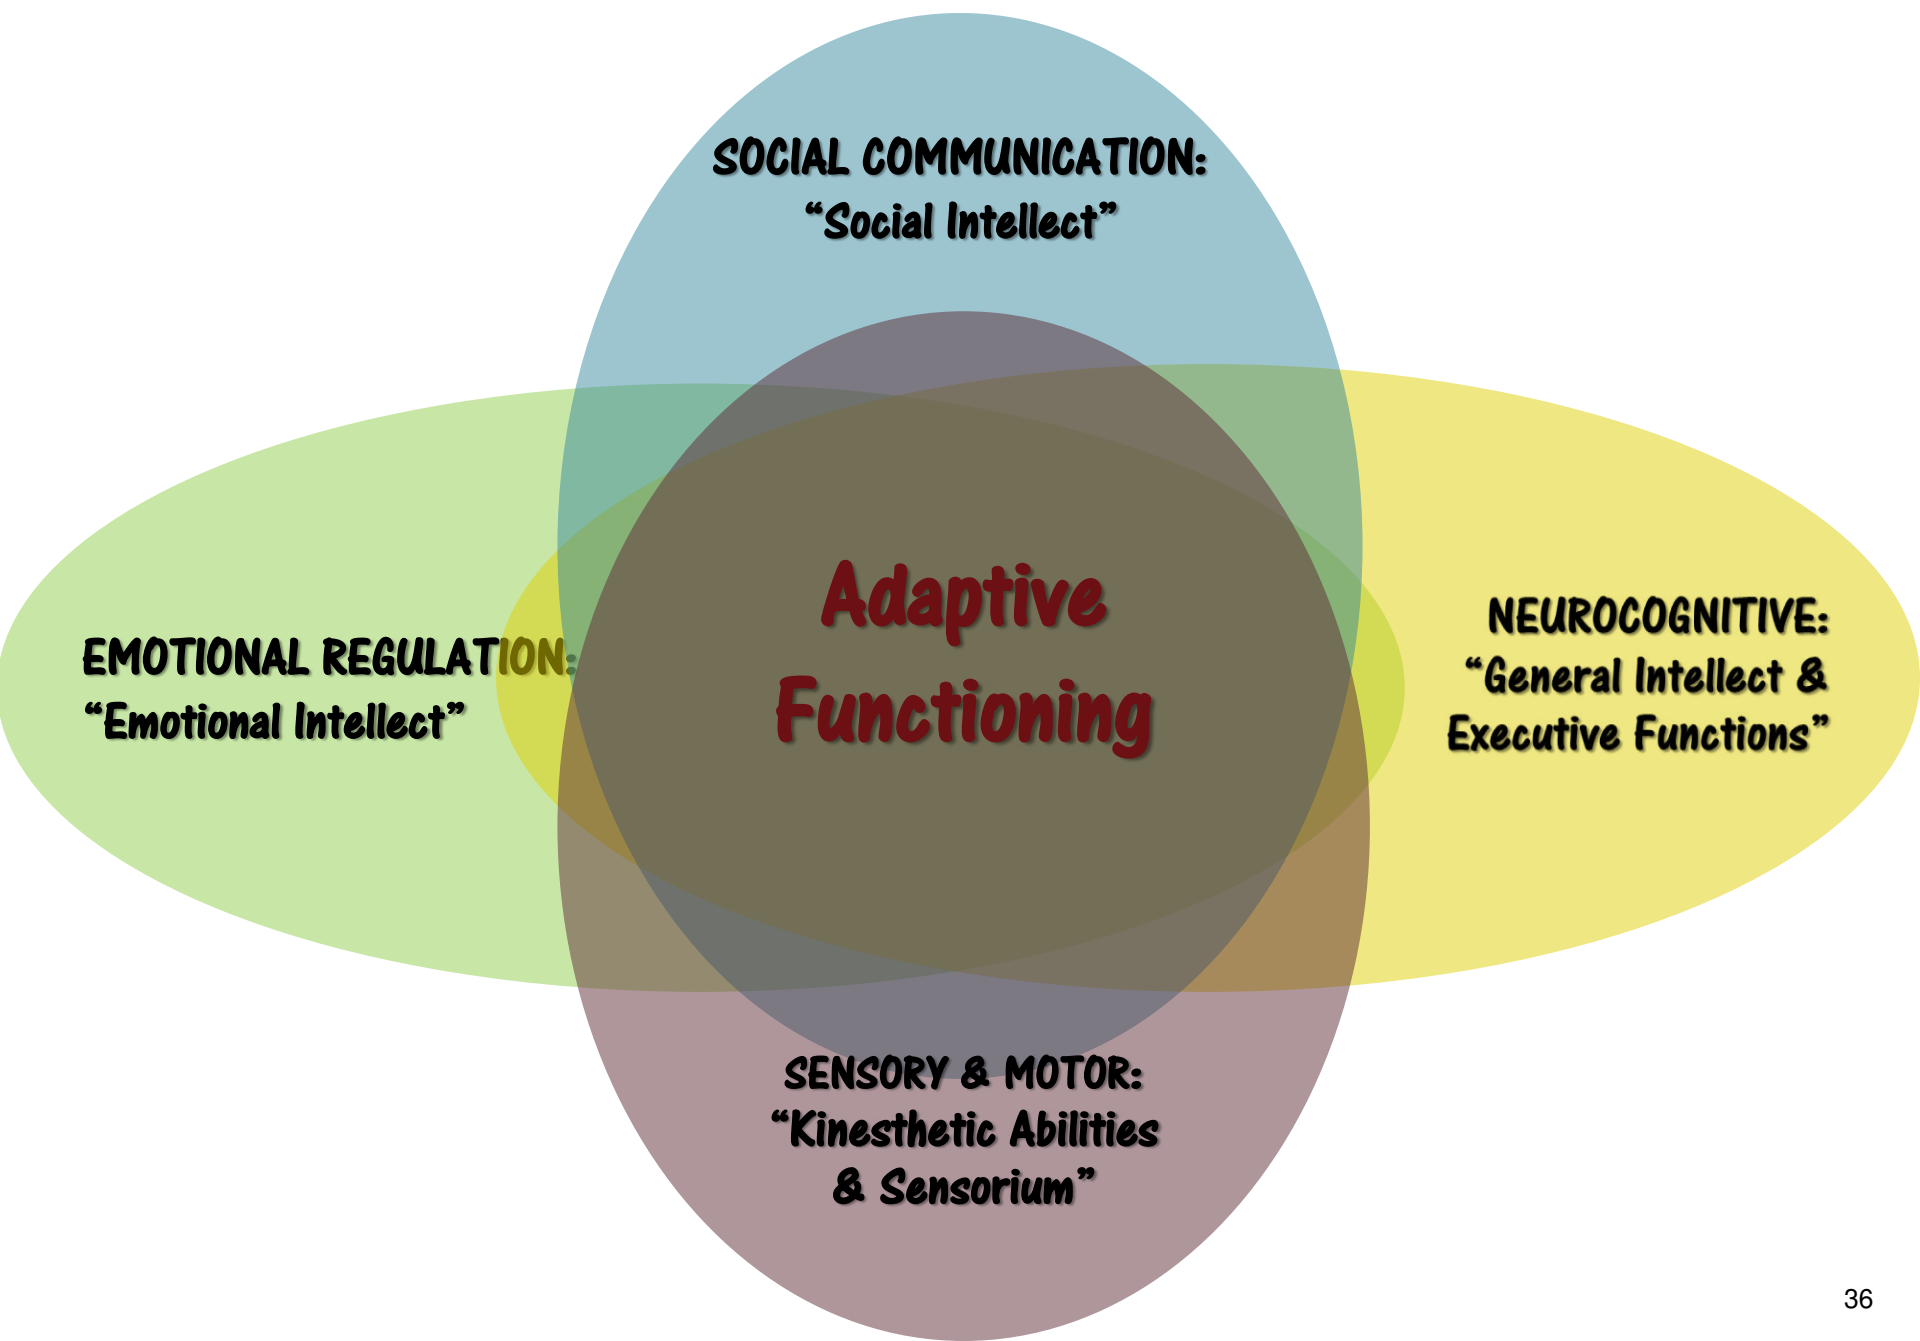 SOCIAL COMMUNICATION:
“Social Intellect”
Adaptive
Functioning
EMOTIONAL REGULATION:
“Emotional Intellect”
NEUROCOGNITIVE:
“General Intellect &
Executive Functions”
SENSORY & MOTOR:
“Kinesthetic Abilities
& Sensorium”
36